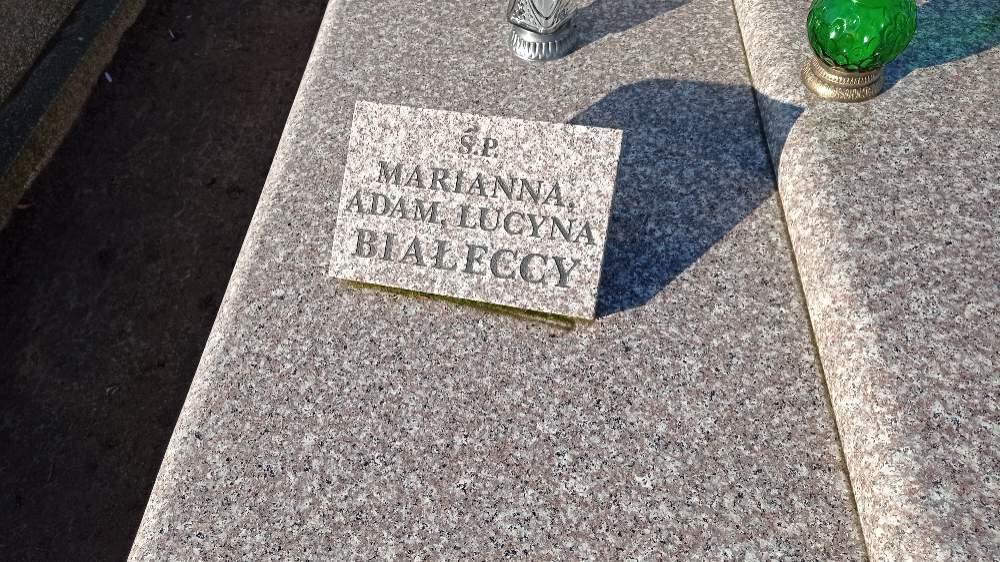 Ś.P.
MARIANNA,
ADAM, LUCYNA
BIAŁECCY